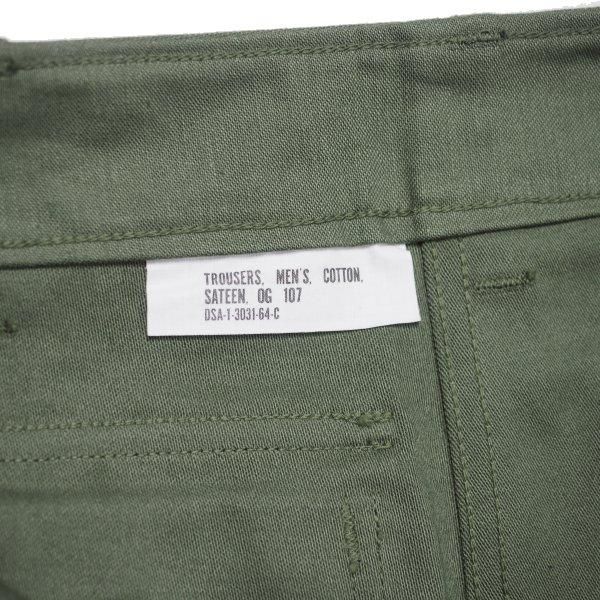 TROUSERS, MEN'S, COTTON,
SATEEN, OG 107
DSA-1-3031-64-C